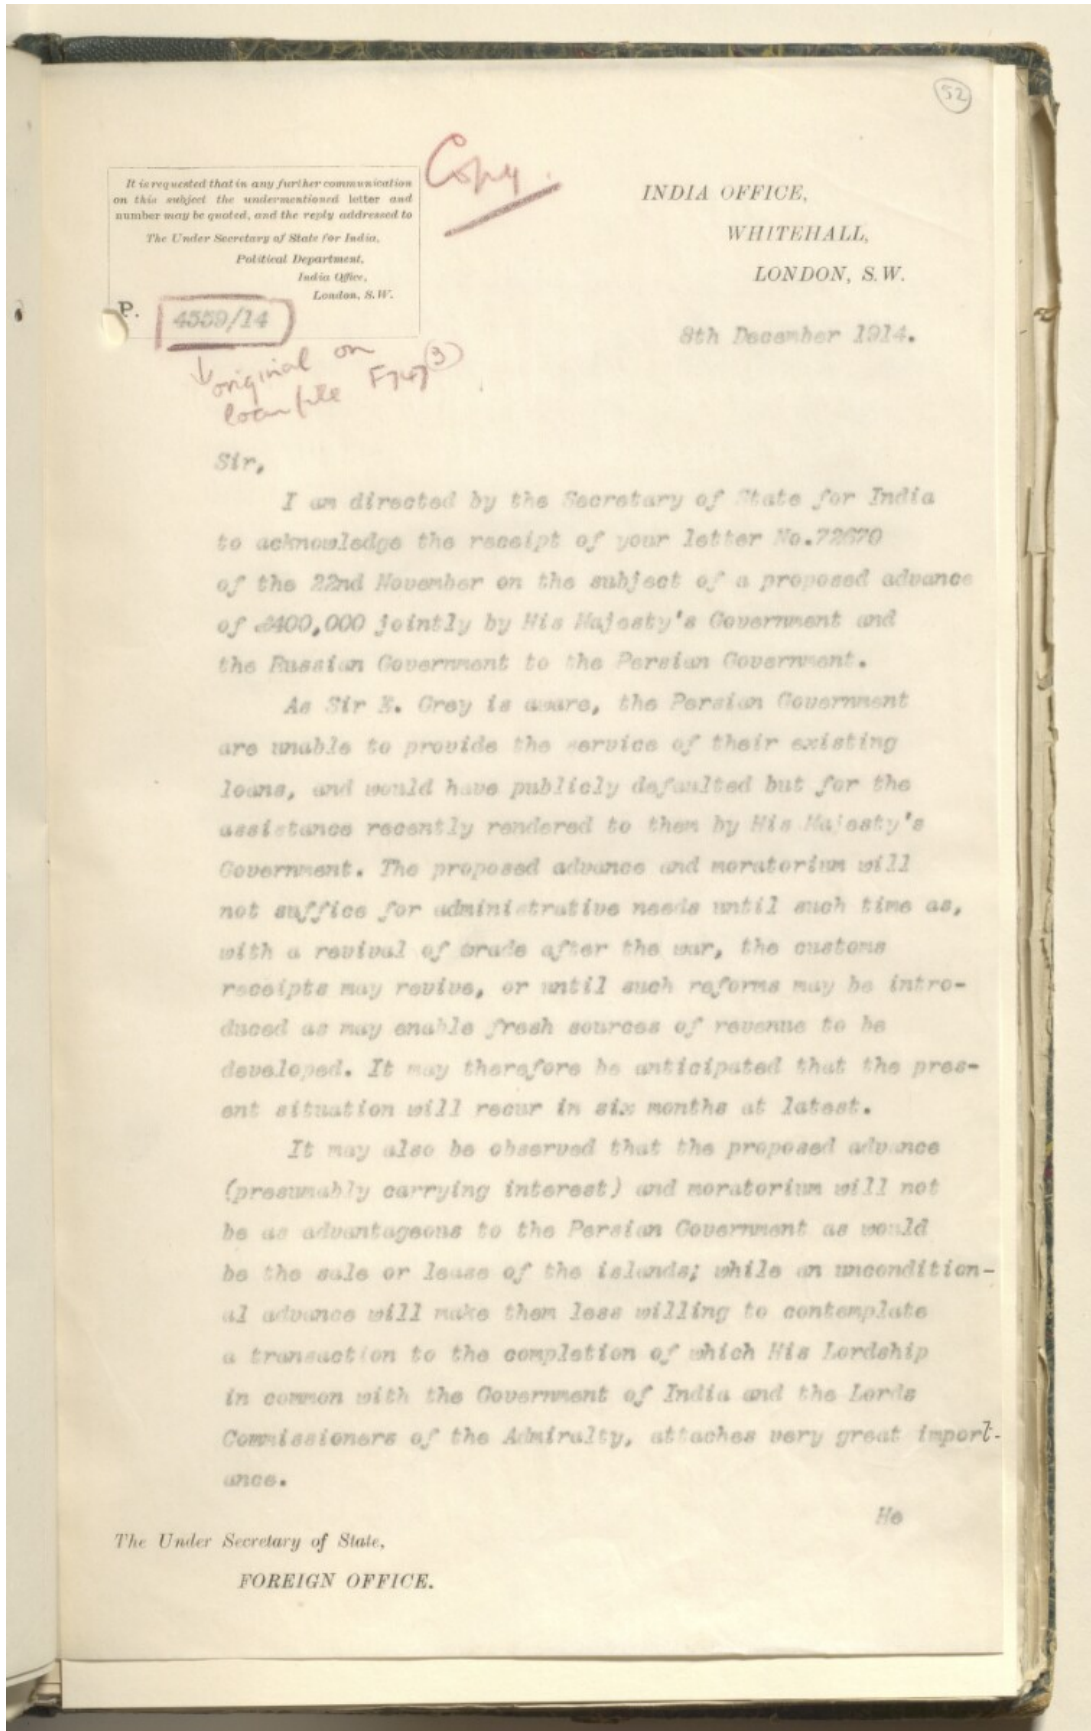 52
Copy.
It is requested that in any further communication
on this subject the undermentioned letter and
number may be quoted, and the reply addressed to
The Under Secretary of State for India,
Political Department,
India Office,
London, S.W.
P. 4559/14
original on
loan file
(3)
INDIA OFFICE,
WHITEHALL,
LONDON, S.W.
8th December 1914.
Sir,
I am directed by the Secretary of State for India
to acknowledge the receipt of your letter No.72670
of the 22nd November on the subject of a proposed advance
of £400,000 jointly by His Majesty's Government and
the Russian Government to the Persian Government.
As Sir E. Grey is aware, the Persian Government
are unable to provide the service of their existing
loans, and would have publicly defaulted but for the
assistance recently rendered to them by His Majesty's
Government. The proposed advance and moratorium will
not suffice for administrative needs until such time as,
with a revival of trade after the war, the customs
receipts may revive, or until such reforms may be intro-
duced as may enable fresh sources of revenue to be
developed. It may therefore be anticipated that the pres-
ent situation will recur in six months at latest.
It may also be observed that the proposed advance
(presumably carrying interest) and moratorium will not
be as advantageous to the Persian Government as would
be the sale or lease of the islands; while an uncondition-
al advance will make them less willing to contemplate
a transaction to the completion of which His Lordship
in common with the Government of India and the Lords
Commissioners of the Admiralty, attaches very great import-
ance.
He
The Under Secretary of State,
FOREIGN OFFICE.